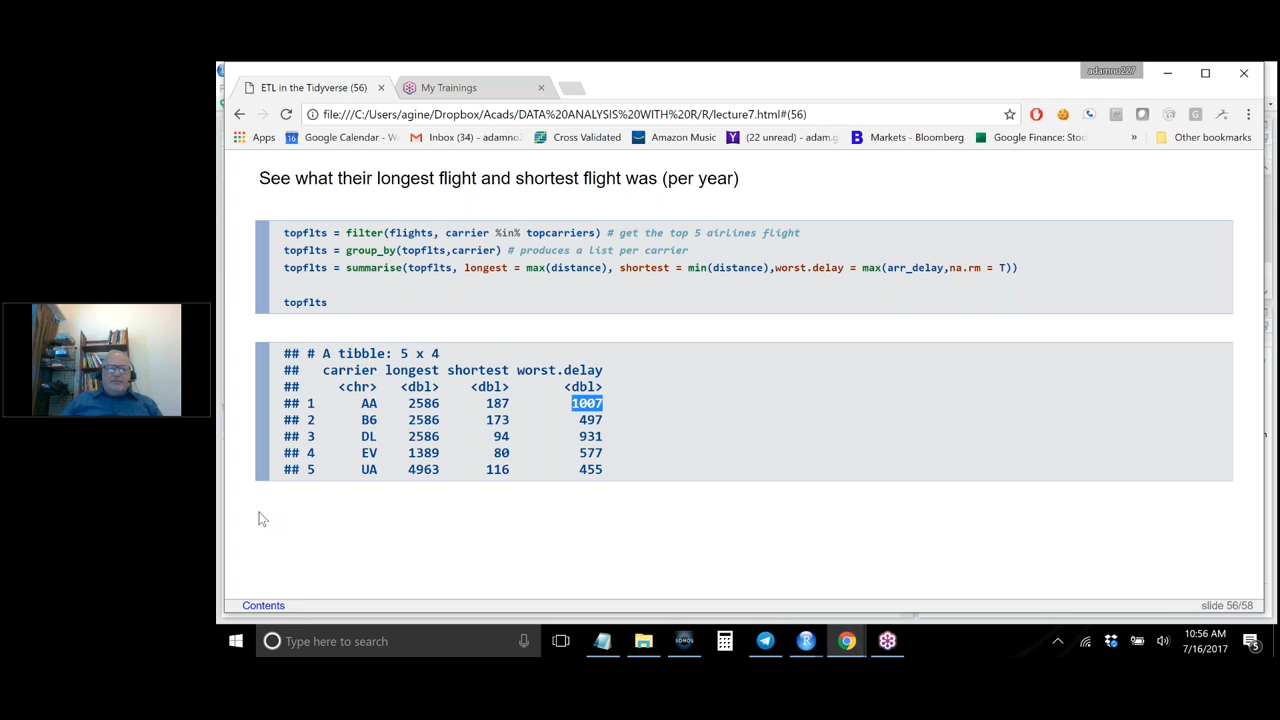 adamno227
ETL in the Tidyverse (56)
My Trainings
file:///C:/Users/agine/Dropbox/Acads/DATA%20ANALYSIS%20WITH%20R/R/lecture7.html#(56)
Apps
Google Calendar - W
Inbox (34) - adamno
Cross Validated
Amazon Music
(22 unread) - adam.g
Markets - Bloomberg
Google Finance: Sto
»
Other bookmarks
See what their longest flight and shortest flight was (per year)
topflts = filter(flights, carrier %in% topcarriers) # get the top 5 airlines flight
topflts = group_by(topflts,carrier) # produces a list per carrier
topflts = summarise(topflts, longest = max(distance), shortest = min(distance),worst.delay = max(arr_delay,na.rm = T))
topflts
## # A tibble: 5 x 4
## carrier longest shortest worst.delay
## <chr> <dbl> <dbl> <dbl>
## 1 AA 2586 187 1007
## 2 B6 2586 173 497
## 3 DL 2586 94 931
## 4 EV 1389 80 577
## 5 UA 4963 116 455
Contents
slide 56/58
Type here to search
SONOS
10:56 AM
7/16/2017
5